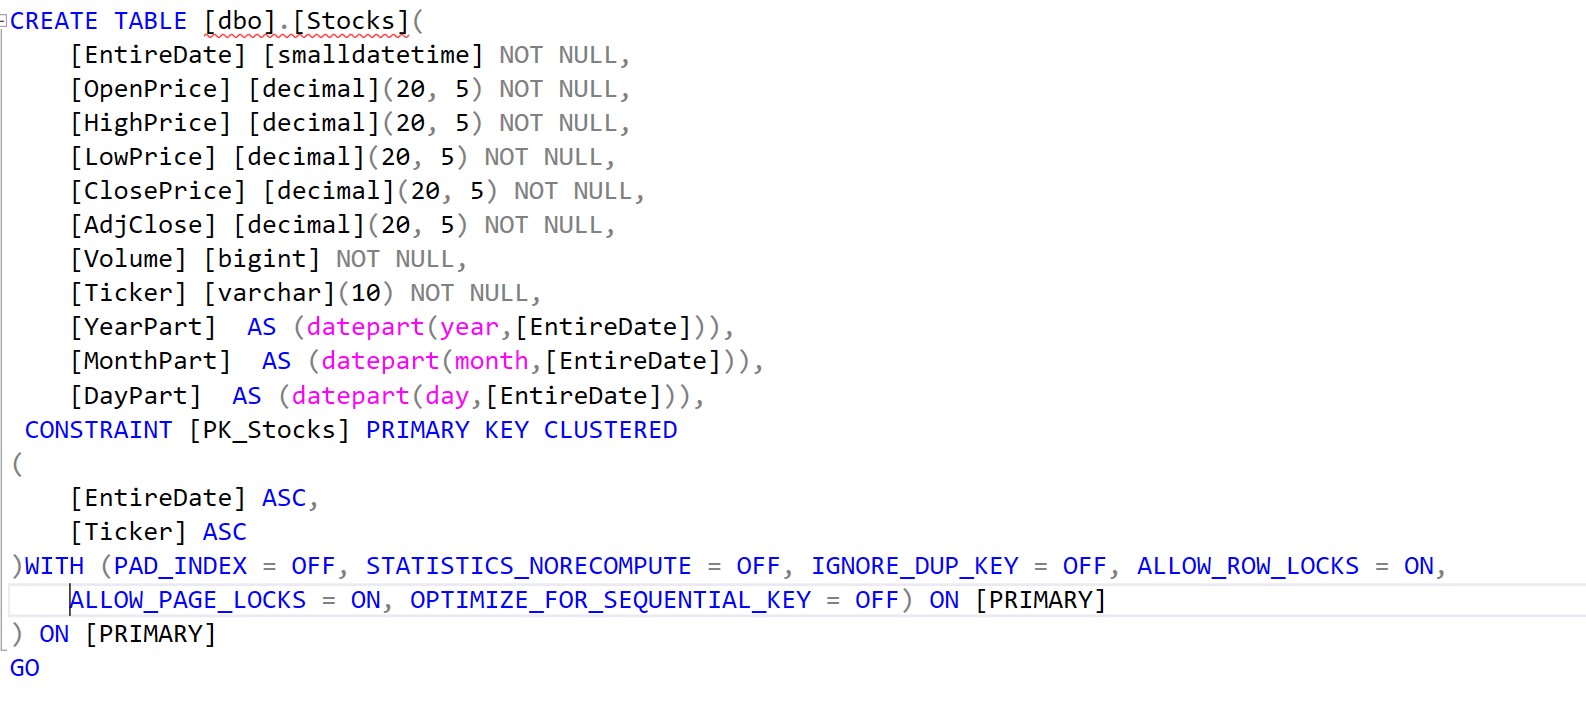 CREATE TABLE [dbo].[Stocks](
    [EntireDate] [smalldatetime] NOT NULL,
    [OpenPrice] [decimal](20, 5) NOT NULL,
    [HighPrice] [decimal](20, 5) NOT NULL,
    [LowPrice] [decimal](20, 5) NOT NULL,
    [ClosePrice] [decimal](20, 5) NOT NULL,
    [AdjClose] [decimal](20, 5) NOT NULL,
    [Volume] [bigint] NOT NULL,
    [Ticker] [varchar](10) NOT NULL,
    [YearPart]  AS (datepart(year,[EntireDate])),
    [MonthPart]  AS (datepart(month,[EntireDate])),
    [DayPart]  AS (datepart(day,[EntireDate])),
 CONSTRAINT [PK_Stocks] PRIMARY KEY CLUSTERED
(
    [EntireDate] ASC,
    [Ticker] ASC
)WITH (PAD_INDEX = OFF, STATISTICS_NORECOMPUTE = OFF, IGNORE_DUP_KEY = OFF, ALLOW_ROW_LOCKS = ON,
    ALLOW_PAGE_LOCKS = ON, OPTIMIZE_FOR_SEQUENTIAL_KEY = OFF) ON [PRIMARY]
) ON [PRIMARY]
GO